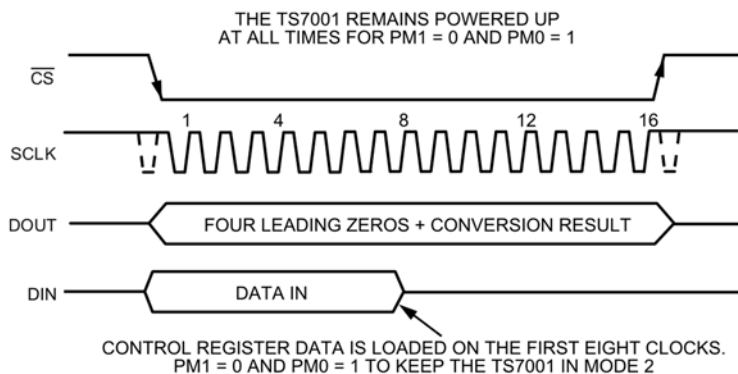 THE TS7001 REMAINS POWERED UP
AT ALL TIMES FOR PM1 = 0 AND PM0 = 1
CS
1 4 8 12 16
SCLK
DOUT
FOUR LEADING ZEROS + CONVERSION RESULT
DIN
DATA IN
CONTROL REGISTER DATA IS LOADED ON THE FIRST EIGHT CLOCKS.
PM1 = 0 AND PM0 = 1 TO KEEP THE TS7001 IN MODE 2